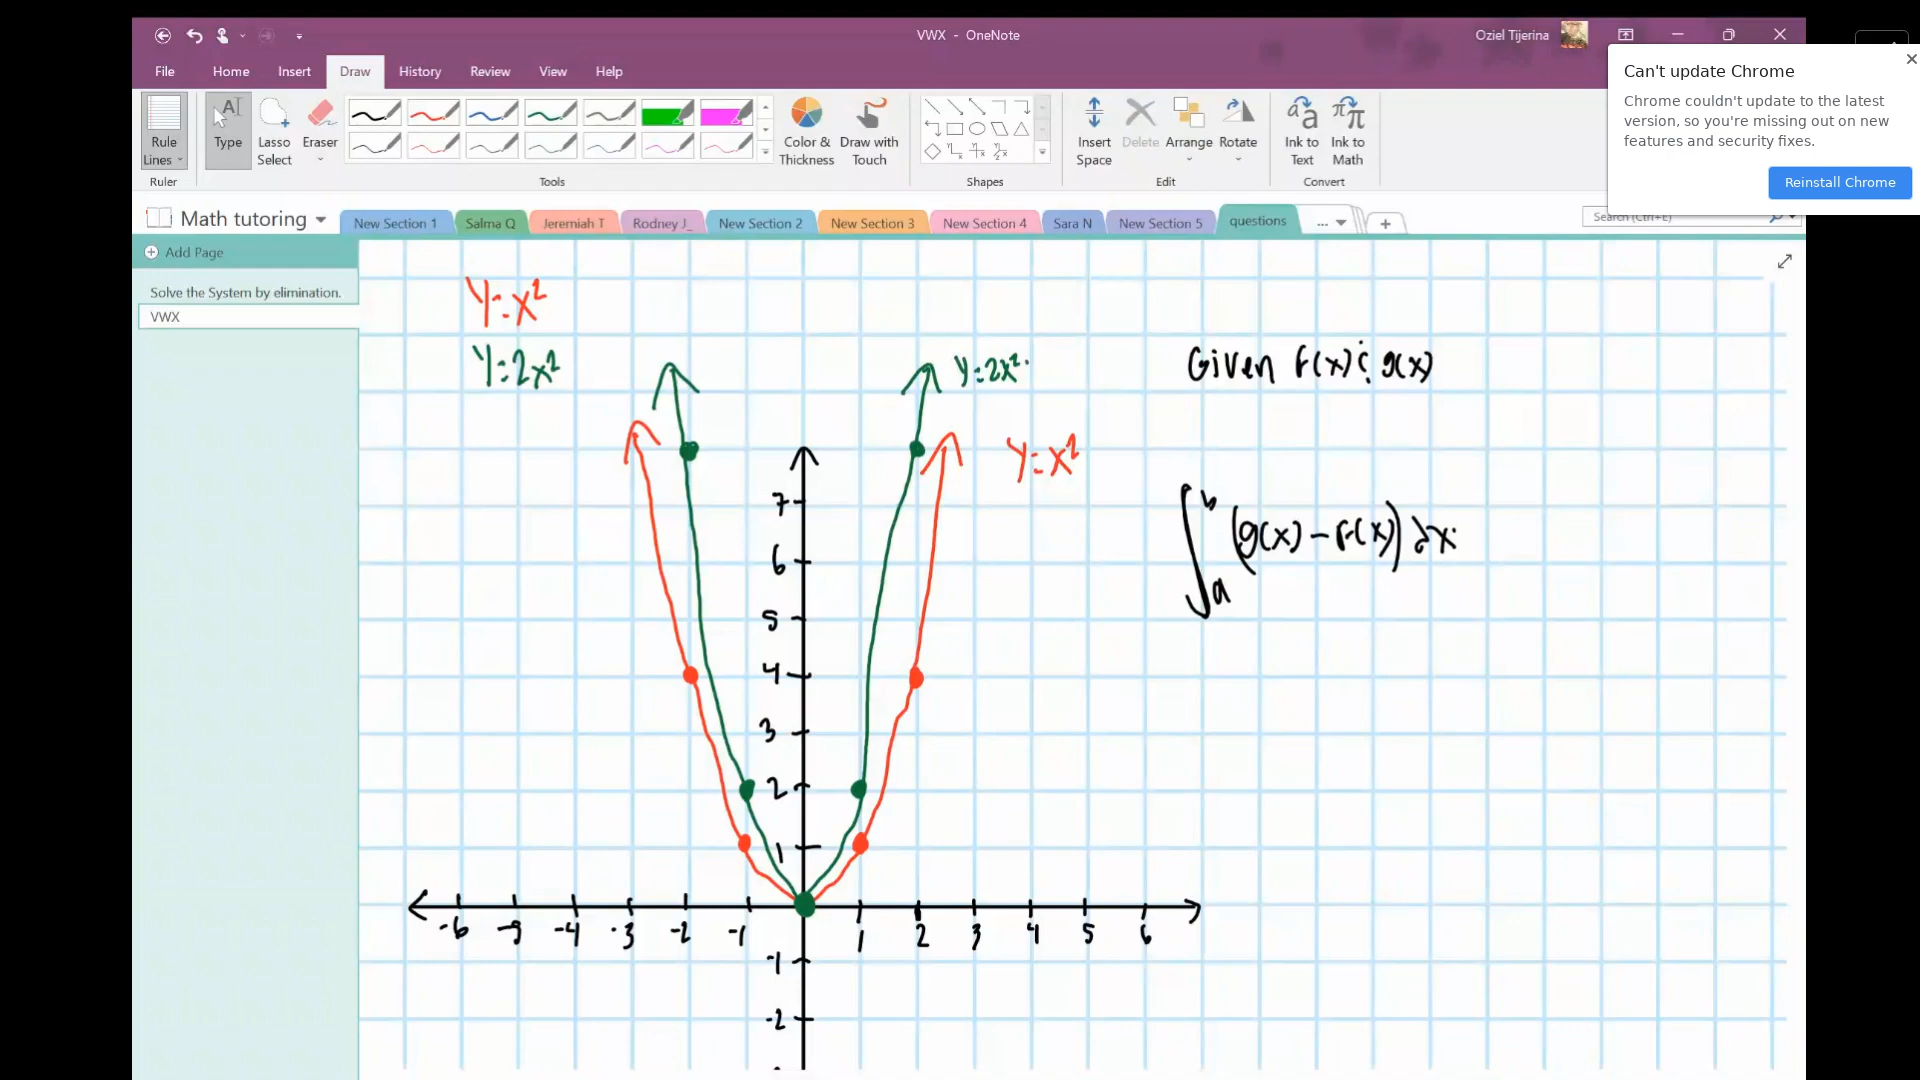 VWX - OneNote
Oziel Tijerina
File Home Insert Draw History Review View Help
Can't update Chrome
Chrome couldn't update to the latest
version, so you're missing out on new
features and security fixes.
Reinstall Chrome
Rule Lines
Type
Lasso Select
Eraser
Color & Thickness
Draw with Touch
Insert Space
Delete
Arrange
Rotate
Ink to Text
Ink to Math
Ruler
Tools
Shapes
Edit
Convert
Math tutoring
New Section 1
Salma Q
Jeremiah T
Rodney J_
New Section 2
New Section 3
New Section 4
Sara N
New Section 5
questions
...
Search (Ctrl+E)
Add Page
Solve the System by elimination.
VWX
y=x²
y=2x²
y=2x²
y=x²
Given f(x) & g(x)
∫ₐᵇ (g(x) - f(x)) dx
7
6
5
4
3
2
1
-6 -5 -4 -3 -2 -1 1 2 3 4 5 6
-1
-2